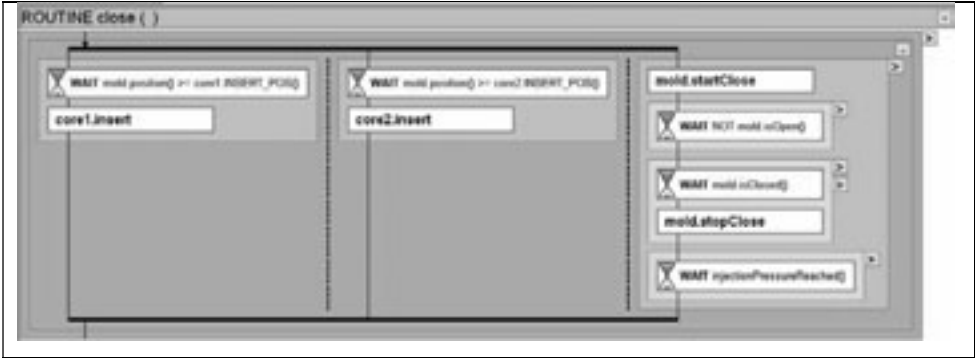 ROUTINE close ( )
WAIT mold.position() >= core1.INSERT_POS()
core1.insert
WAIT mold.position() >= core2.INSERT_POS()
core2.insert
mold.startClose
WAIT NOT mold.isOpen()
WAIT mold.isClosed()
mold.stopClose
WAIT injectionPressureReached()